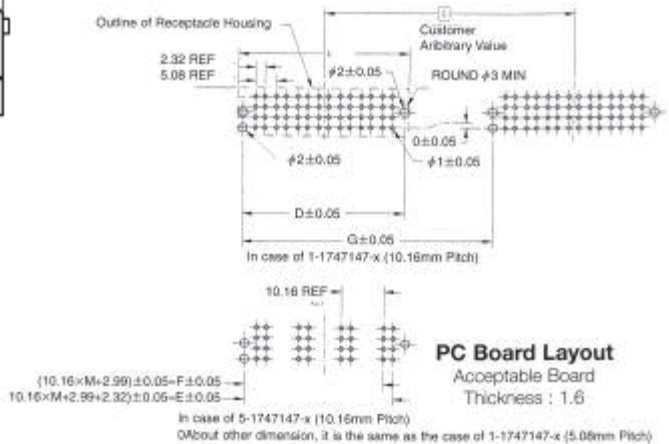 Outline of Receptacle Housing
Customer
Aribitrary Value
L
2.32 REF
5.08 REF
φ2±0.05
ROUND φ3 MIN
0±0.05
φ2±0.05
φ1±0.05
D±0.05
G±0.05
In case of 1-1747147-x (10.16mm Pitch)
10.16 REF
PC Board Layout
Acceptable Board
Thickness : 1.6
(10.16×M+2.99)±0.05=F±0.05
10.16×M+2.99+2.32)±0.05=E±0.05
In case of 5-1747147-x (10.16mm Pitch)
OAbout other dimension, it is the same as the case of 1-1747147-x (5.08mm Pitch)